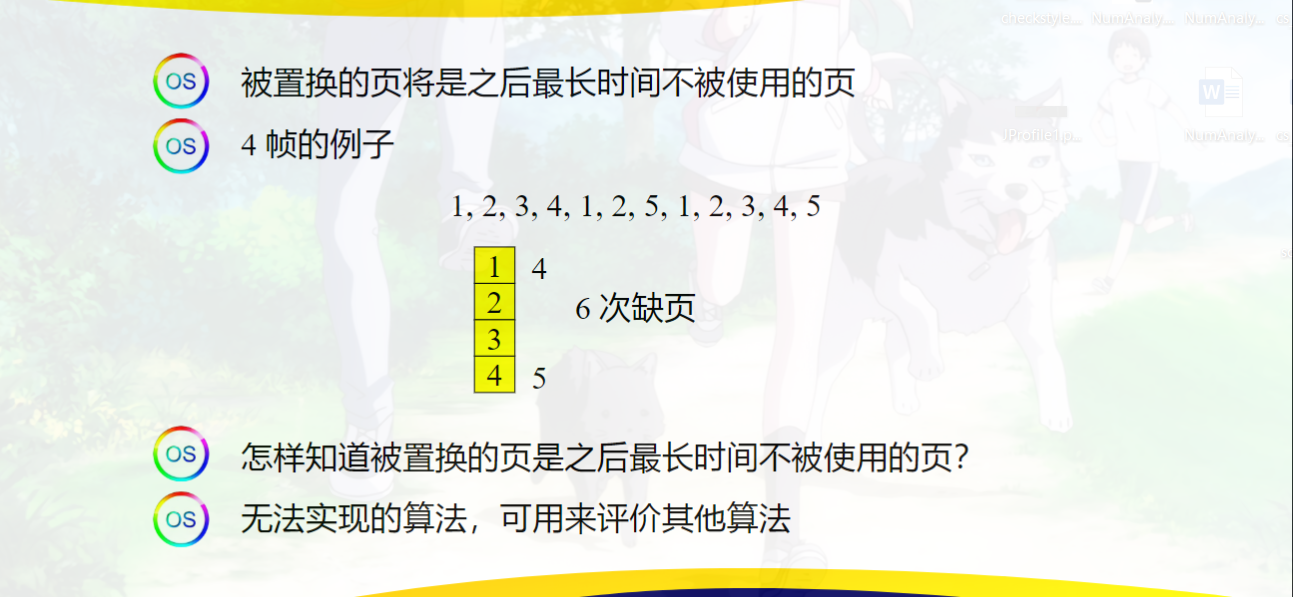 checkstyle... NumAnaly... NumAnaly... cs
OS 被置换的页将是之后最长时间不被使用的页
OS 4 帧的例子
W
NumAnaly... cs
1, 2, 3, 4, 1, 2, 5, 1, 2, 3, 4, 5
1 4
2
6 次缺页
3
4 5
OS 怎样知道被置换的页是之后最长时间不被使用的页?
OS 无法实现的算法，可用来评价其他算法